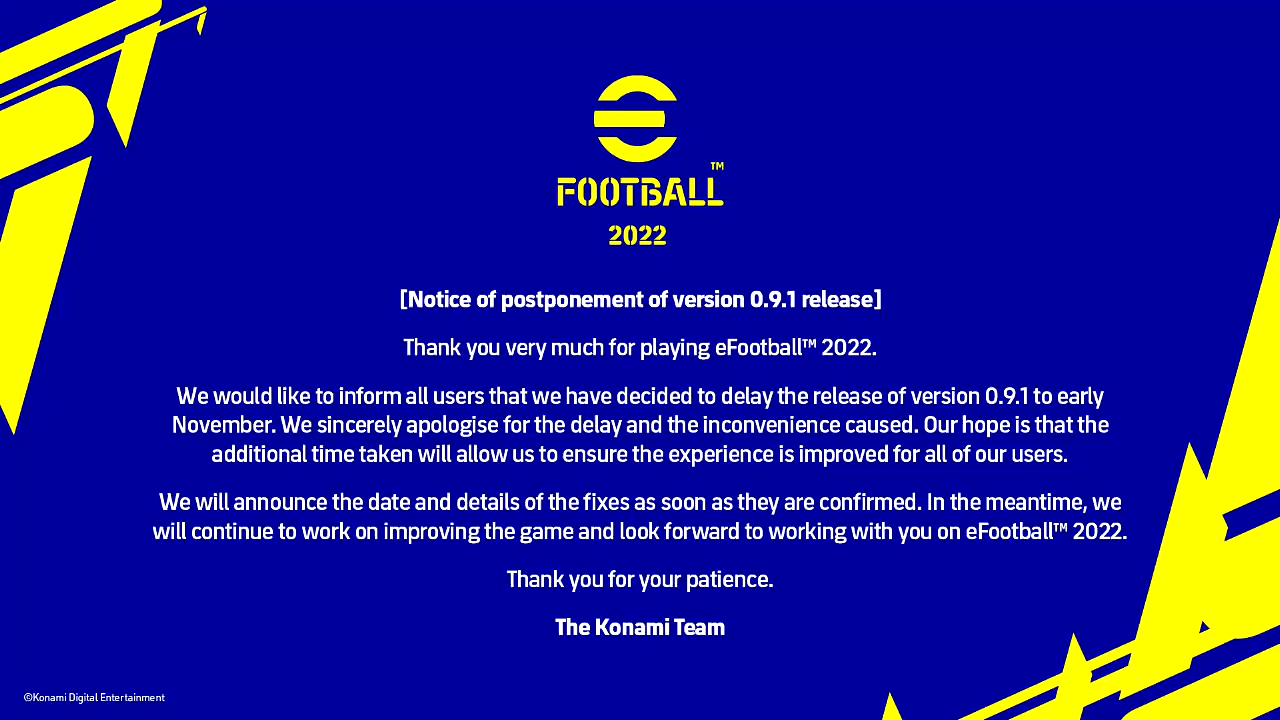 FOOTBALL™
2022
[Notice of postponement of version 0.9.1 release]
Thank you very much for playing eFootball™ 2022.
We would like to inform all users that we have decided to delay the release of version 0.9.1 to early
November. We sincerely apologise for the delay and the inconvenience caused. Our hope is that the
additional time taken will allow us to ensure the experience is improved for all of our users.
We will announce the date and details of the fixes as soon as they are confirmed. In the meantime, we
will continue to work on improving the game and look forward to working with you on eFootball™ 2022.
Thank you for your patience.
The Konami Team
©Konami Digital Entertainment